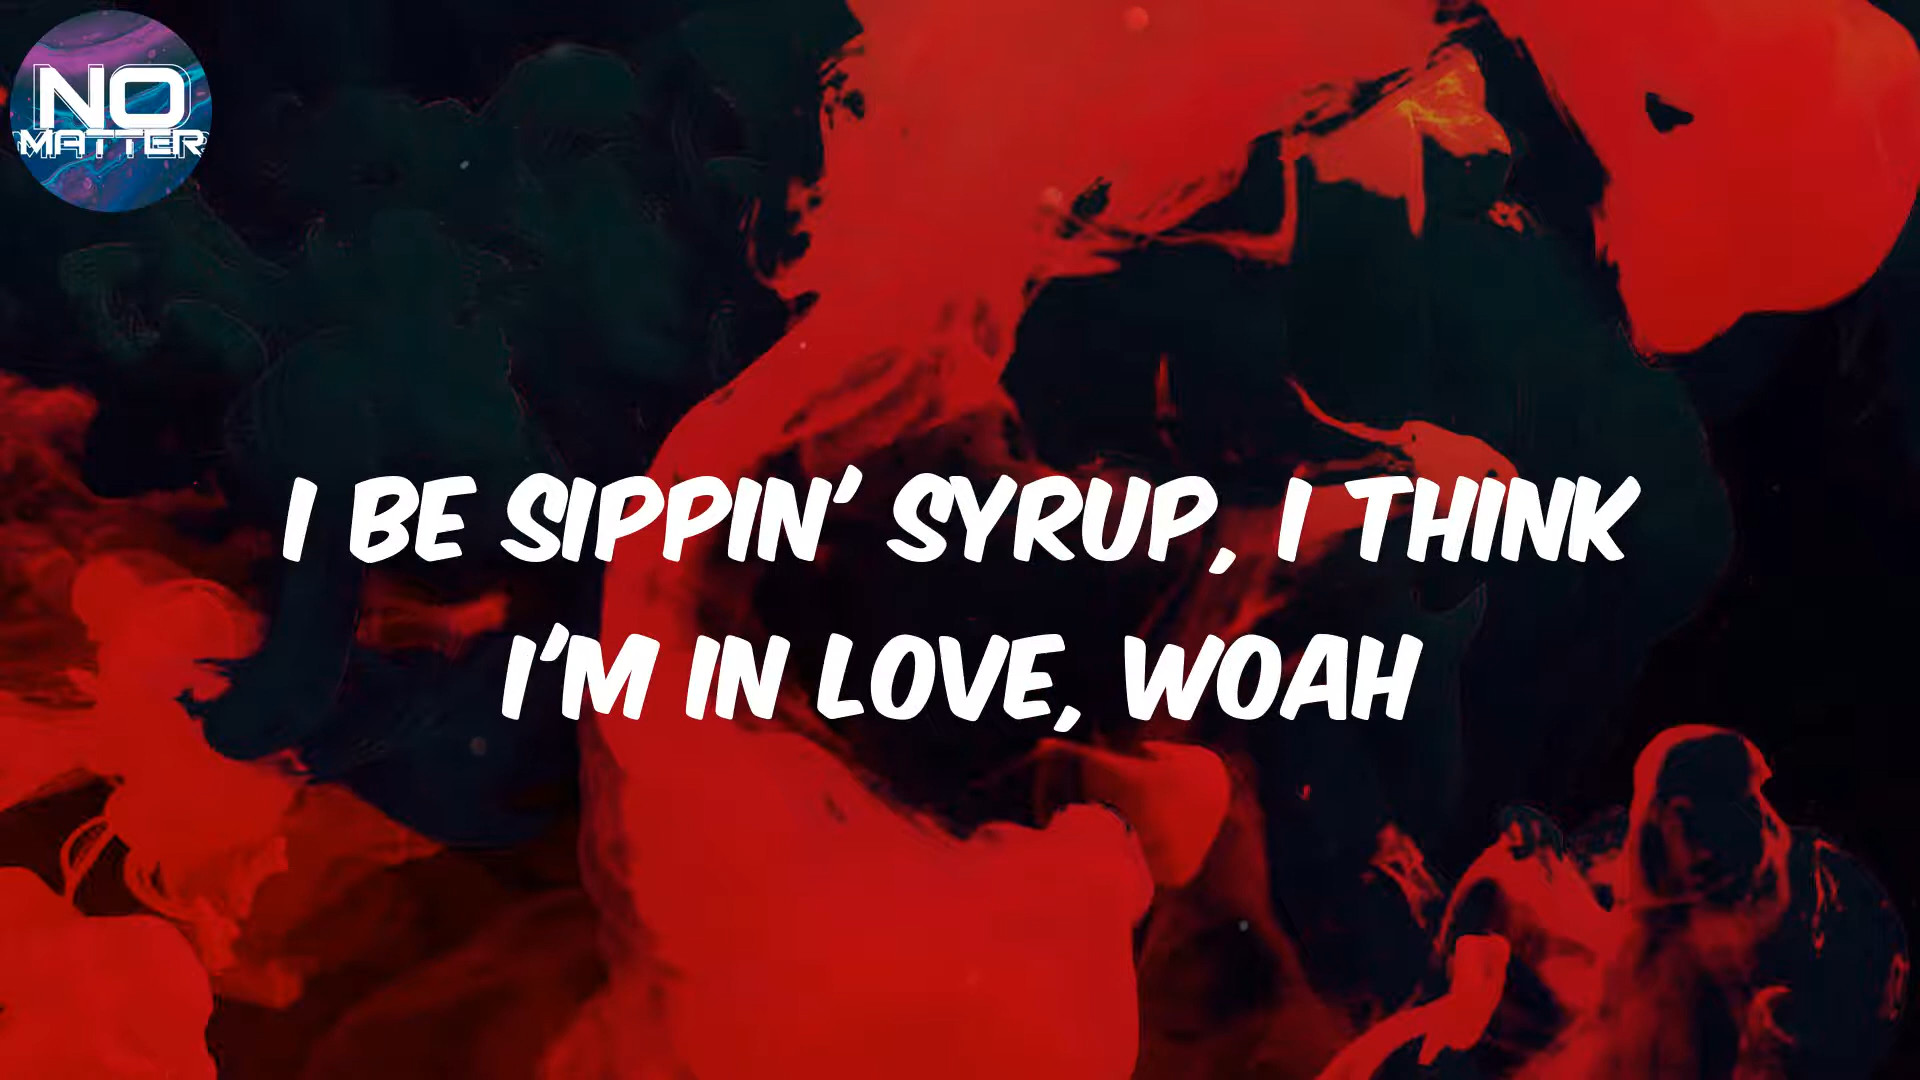 NO
MATTER
I BE SIPPIN' SYRUP, I THINK
I'M IN LOVE, WOAH